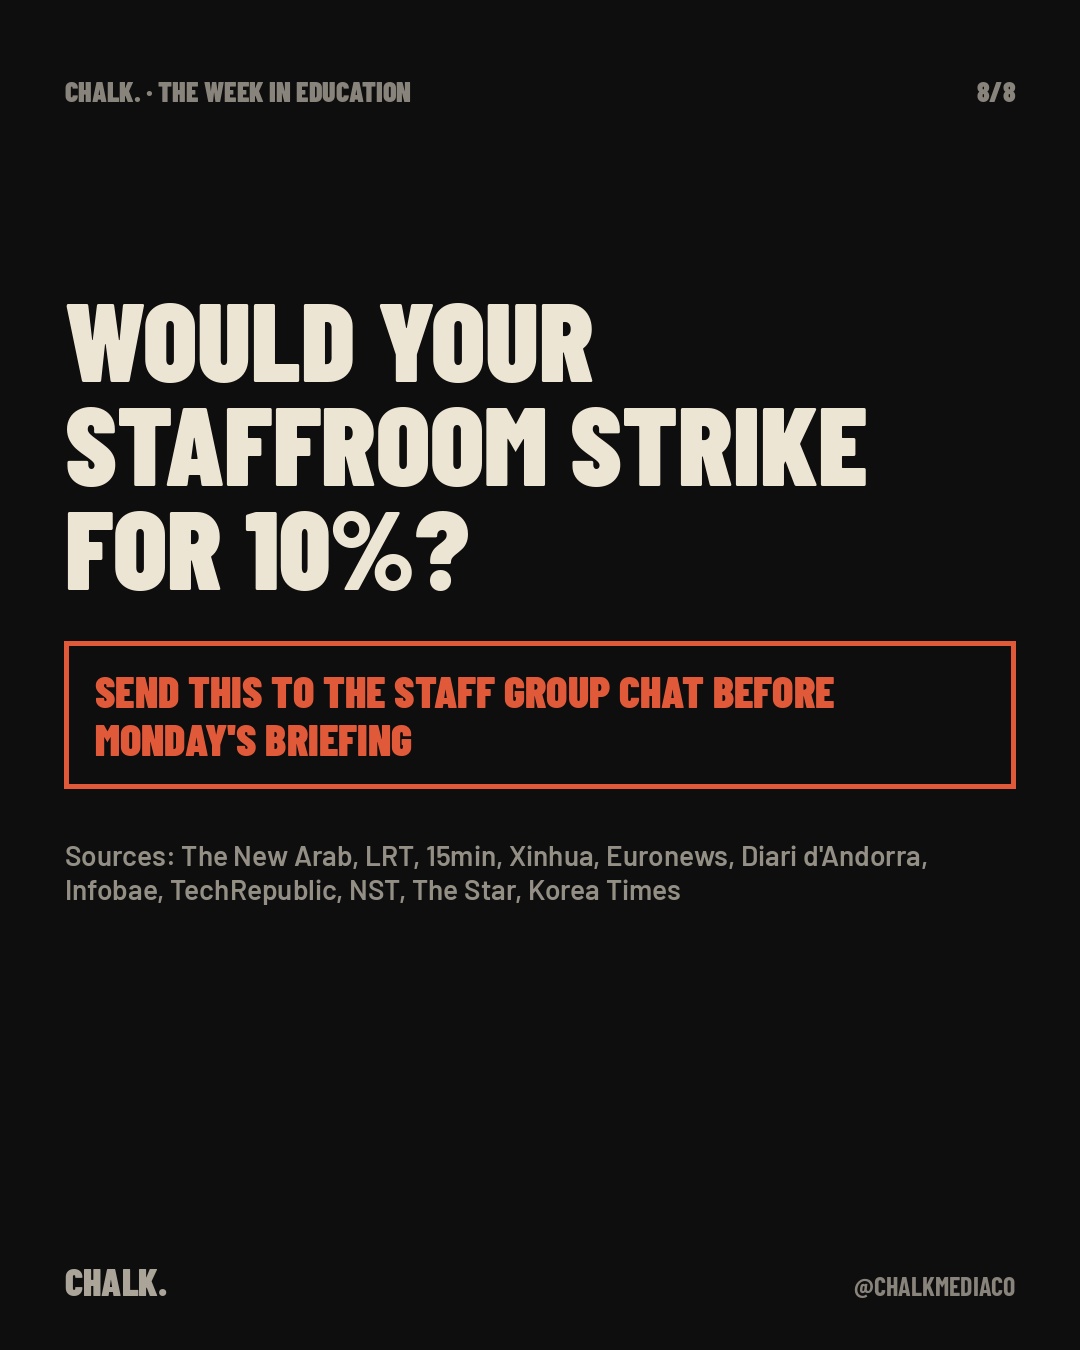 CHALK. · THE WEEK IN EDUCATION
8/8
WOULD YOUR
STAFFROOM STRIKE
FOR 10%?
SEND THIS TO THE STAFF GROUP CHAT BEFORE
MONDAY'S BRIEFING
Sources: The New Arab, LRT, 15min, Xinhua, Euronews, Diari d'Andorra,
Infobae, TechRepublic, NST, The Star, Korea Times
CHALK.
@CHALKMEDIACO